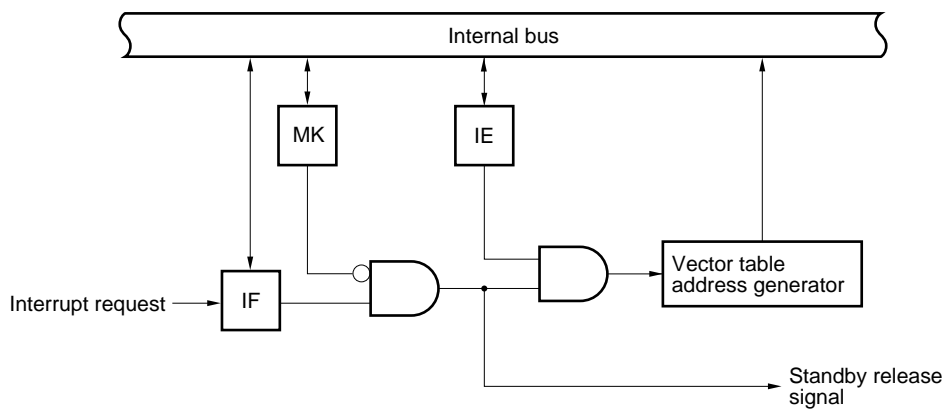 Internal bus
MK
IE
Interrupt request
IF
Vector table
address generator
Standby release
signal